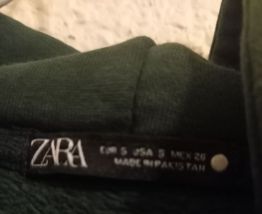 ZARA
EUR S USA S MEX 26
MADE IN PAKISTAN